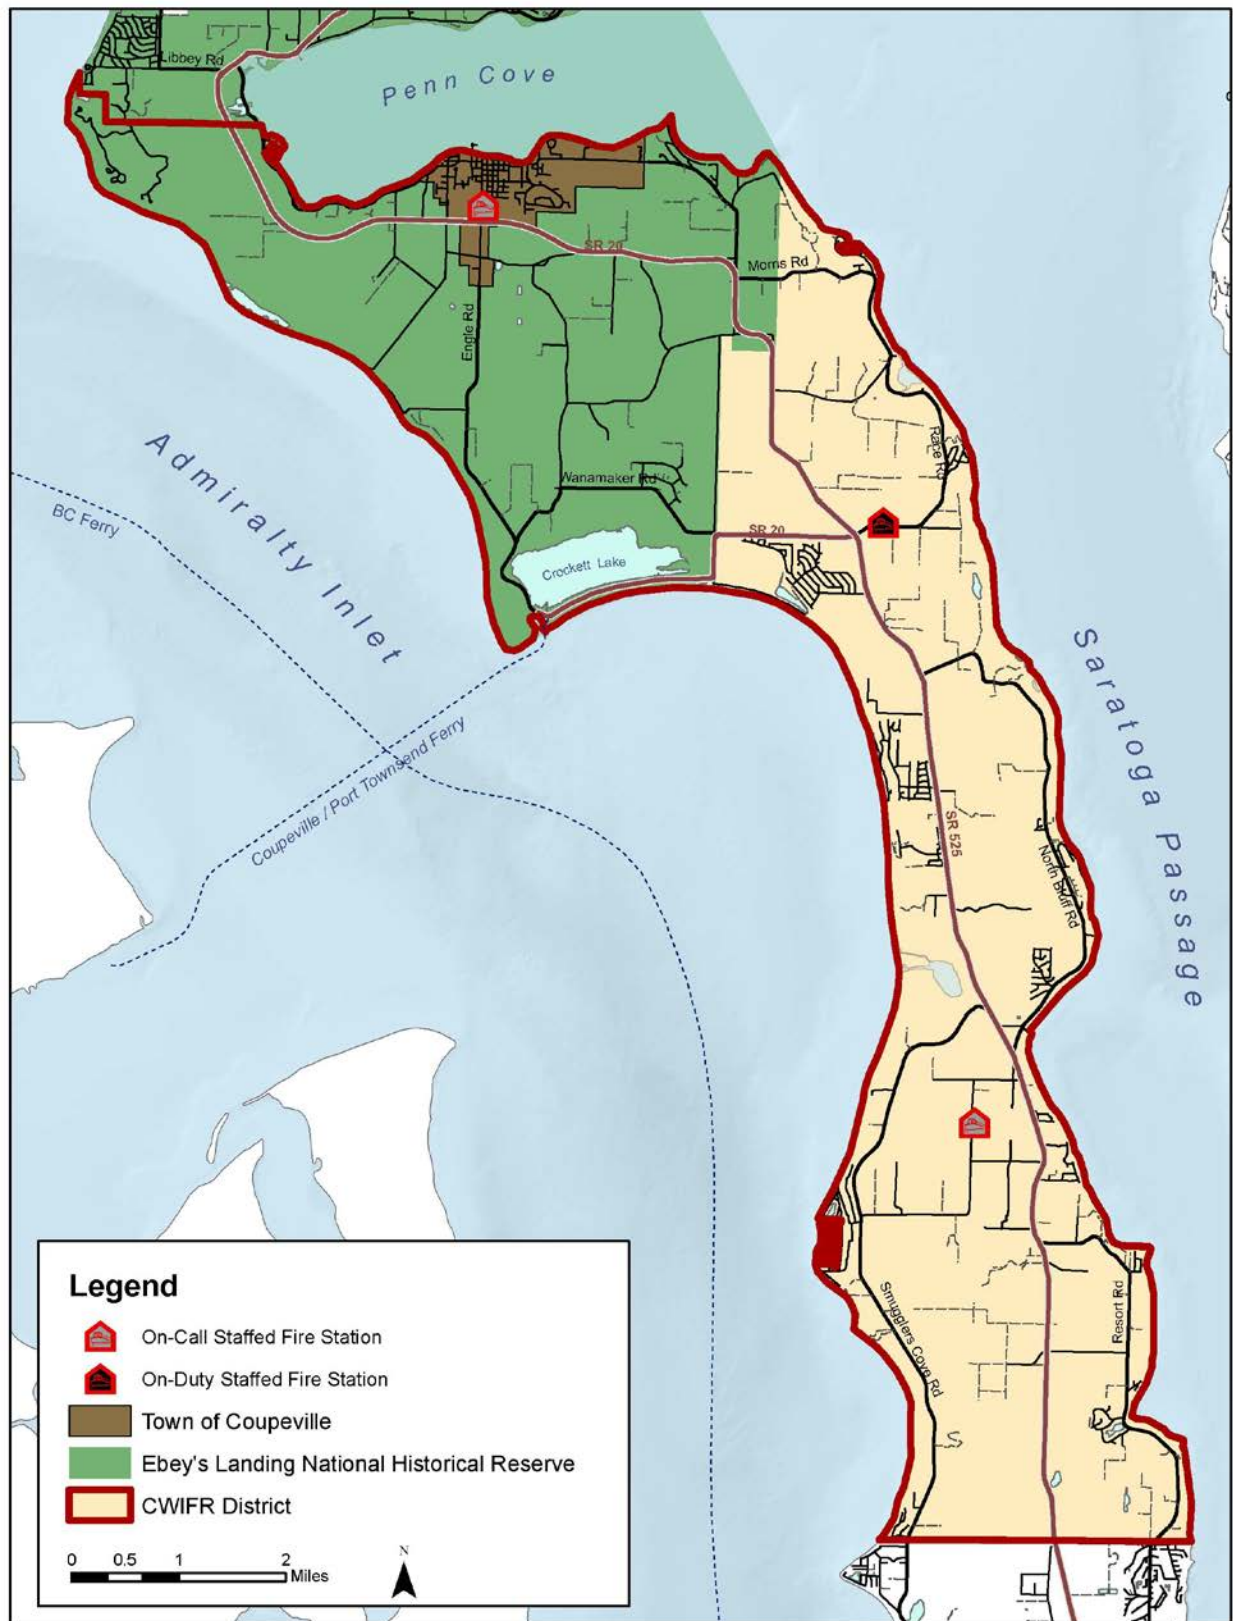 Libbey Rd
Penn Cove
SR 20
Morris Rd
Engle Rd
Race Rd
Admiralty Inlet
Wanamaker Rd
BC Ferry
SR 20
Crockett Lake
Saratoga Passage
Coupeville / Port Townsend Ferry
SR 525
North Bluff Rd
Smugglers Cove Rd
Resort Rd
Legend
On-Call Staffed Fire Station
On-Duty Staffed Fire Station
Town of Coupeville
Ebey's Landing National Historical Reserve
CWIFR District
0 0.5 1 2
Miles
N